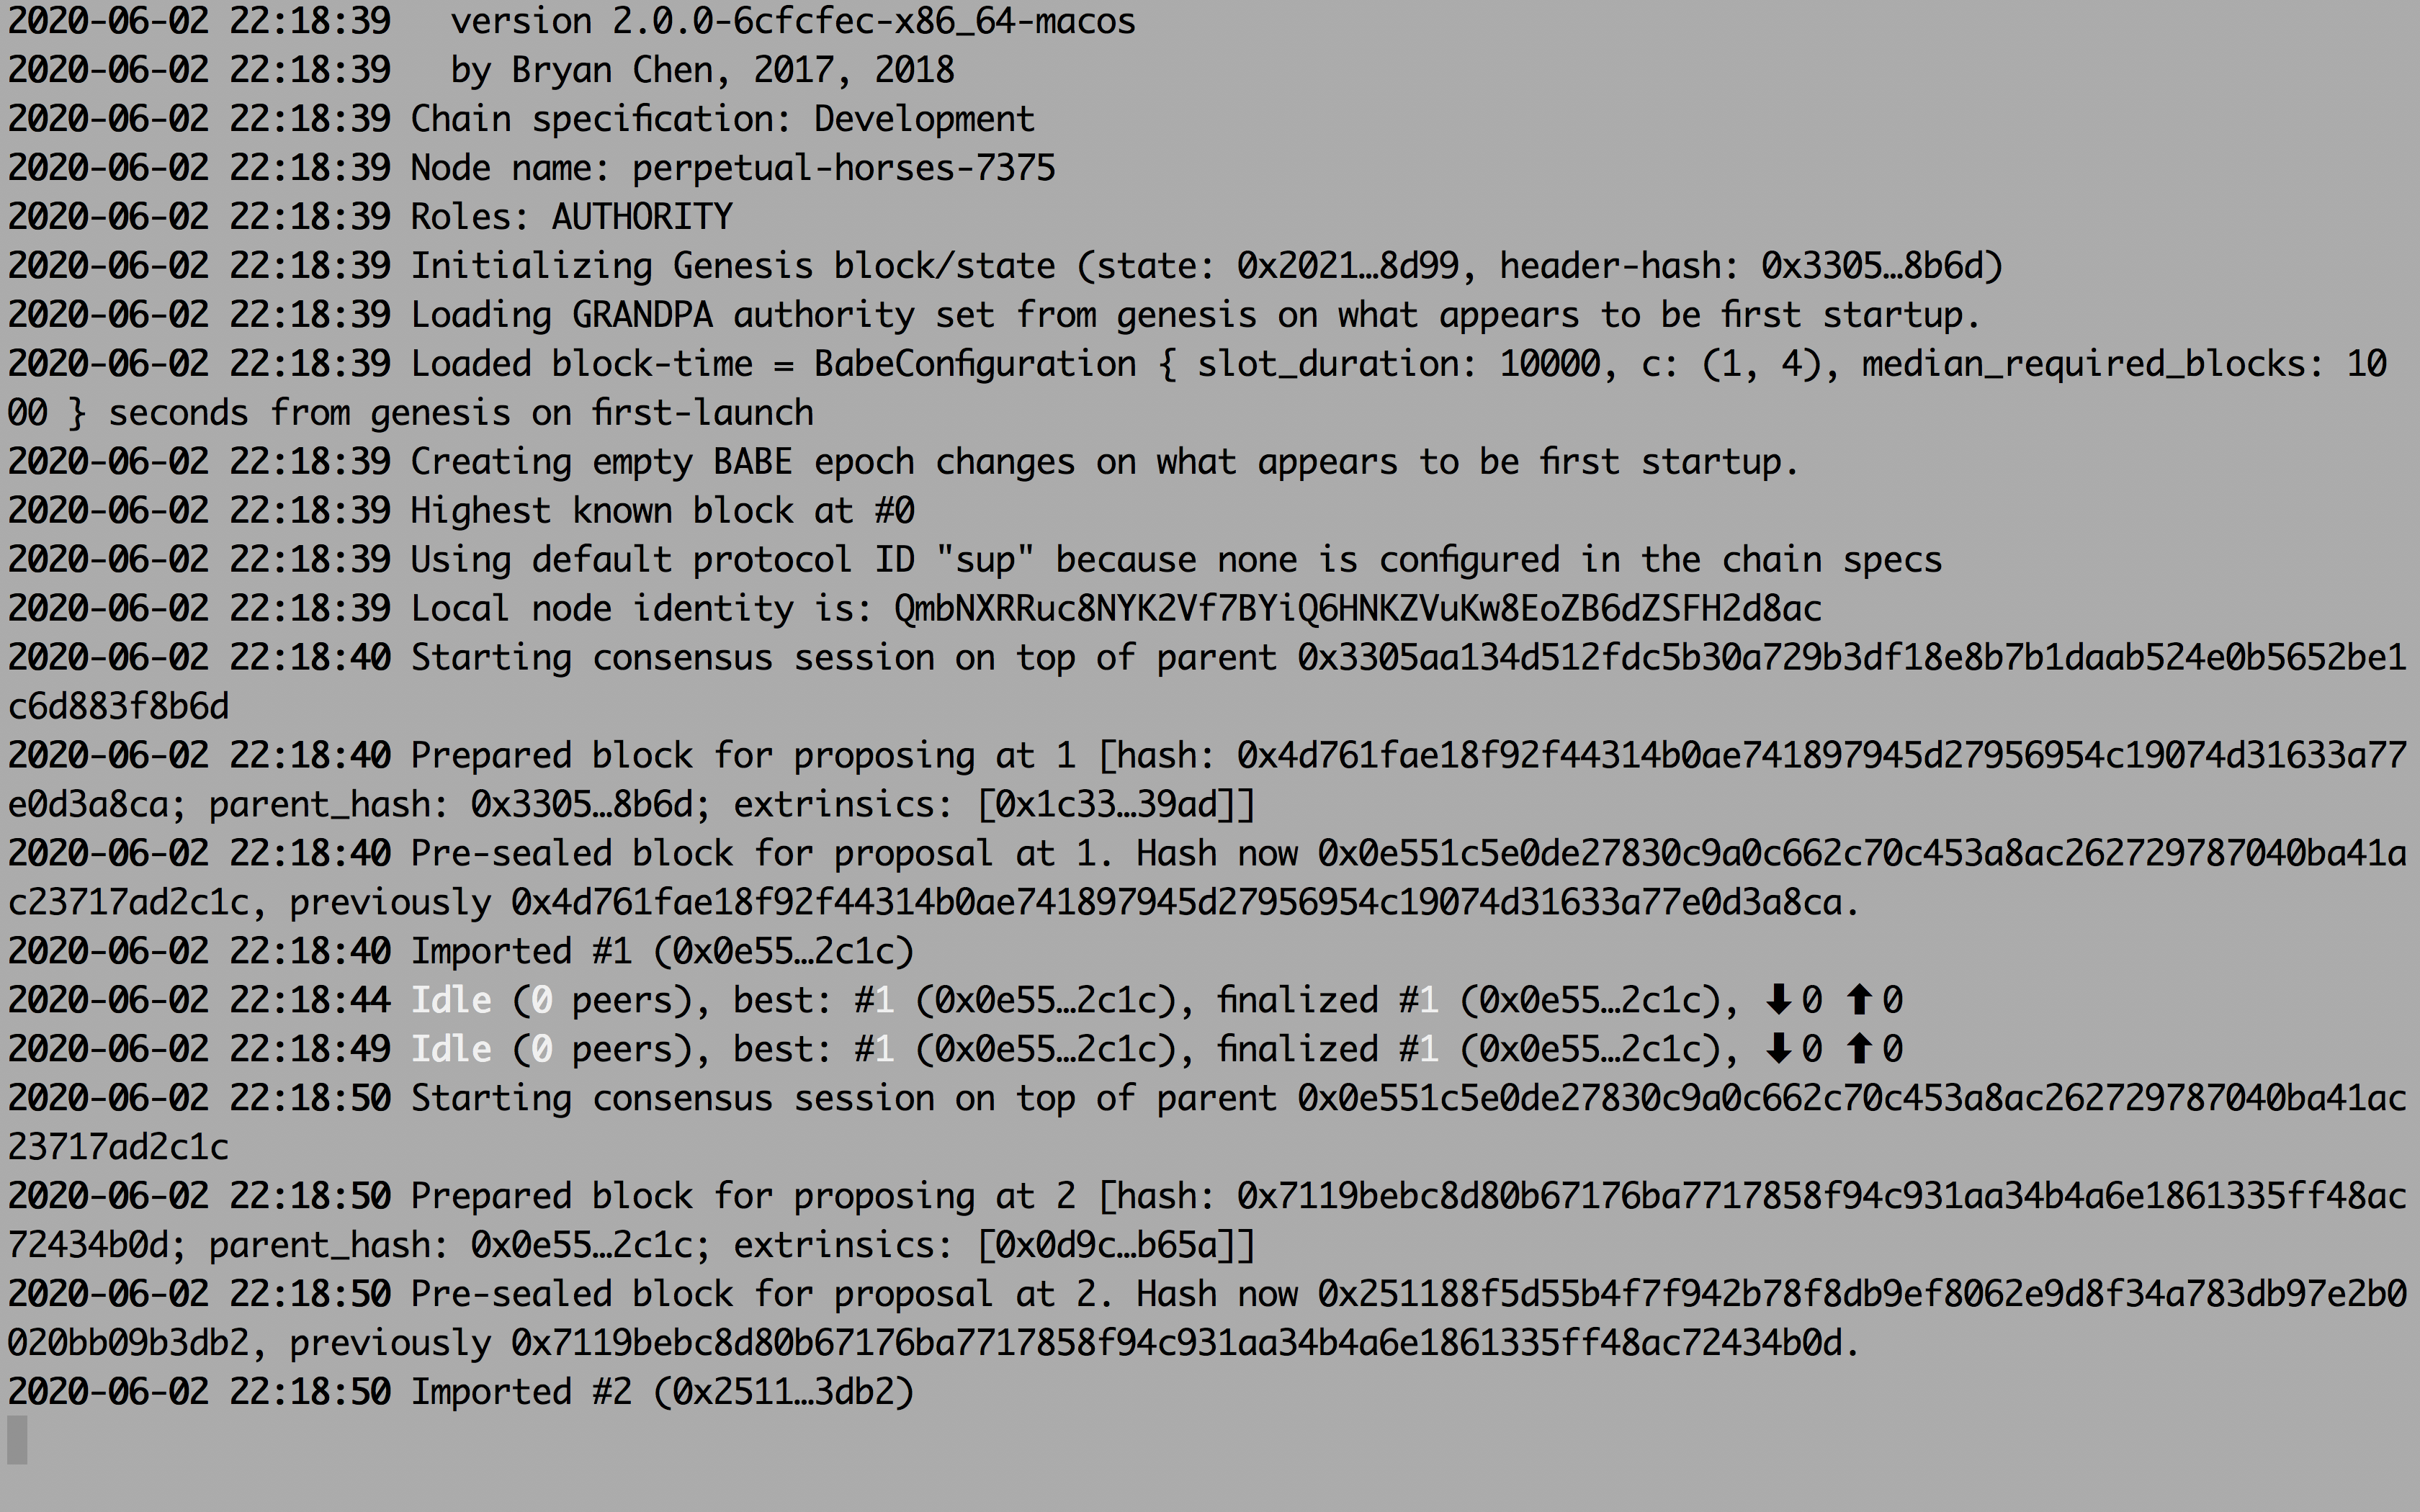 2020-06-02 22:18:39   version 2.0.0-6cfcfec-x86_64-macos
2020-06-02 22:18:39   by Bryan Chen, 2017, 2018
2020-06-02 22:18:39 Chain specification: Development
2020-06-02 22:18:39 Node name: perpetual-horses-7375
2020-06-02 22:18:39 Roles: AUTHORITY
2020-06-02 22:18:39 Initializing Genesis block/state (state: 0x2021…8d99, header-hash: 0x3305…8b6d)
2020-06-02 22:18:39 Loading GRANDPA authority set from genesis on what appears to be first startup.
2020-06-02 22:18:39 Loaded block-time = BabeConfiguration { slot_duration: 10000, c: (1, 4), median_required_blocks: 10
00 } seconds from genesis on first-launch
2020-06-02 22:18:39 Creating empty BABE epoch changes on what appears to be first startup.
2020-06-02 22:18:39 Highest known block at #0
2020-06-02 22:18:39 Using default protocol ID "sup" because none is configured in the chain specs
2020-06-02 22:18:39 Local node identity is: QmbNXRRuc8NYK2Vf7BYiQ6HNKZVuKw8EoZB6dZSFH2d8ac
2020-06-02 22:18:40 Starting consensus session on top of parent 0x3305aa134d512fdc5b30a729b3df18e8b7b1daab524e0b5652be1
c6d883f8b6d
2020-06-02 22:18:40 Prepared block for proposing at 1 [hash: 0x4d761fae18f92f44314b0ae741897945d27956954c19074d31633a77
e0d3a8ca; parent_hash: 0x3305…8b6d; extrinsics: [0x1c33…39ad]]
2020-06-02 22:18:40 Pre-sealed block for proposal at 1. Hash now 0x0e551c5e0de27830c9a0c662c70c453a8ac262729787040ba41a
c23717ad2c1c, previously 0x4d761fae18f92f44314b0ae741897945d27956954c19074d31633a77e0d3a8ca.
2020-06-02 22:18:40 Imported #1 (0x0e55…2c1c)
2020-06-02 22:18:44 Idle (0 peers), best: #1 (0x0e55…2c1c), finalized #1 (0x0e55…2c1c), ⬇ 0 ⬆ 0
2020-06-02 22:18:49 Idle (0 peers), best: #1 (0x0e55…2c1c), finalized #1 (0x0e55…2c1c), ⬇ 0 ⬆ 0
2020-06-02 22:18:50 Starting consensus session on top of parent 0x0e551c5e0de27830c9a0c662c70c453a8ac262729787040ba41ac
23717ad2c1c
2020-06-02 22:18:50 Prepared block for proposing at 2 [hash: 0x7119bebc8d80b67176ba7717858f94c931aa34b4a6e1861335ff48ac
72434b0d; parent_hash: 0x0e55…2c1c; extrinsics: [0x0d9c…b65a]]
2020-06-02 22:18:50 Pre-sealed block for proposal at 2. Hash now 0x251188f5d55b4f7f942b78f8db9ef8062e9d8f34a783db97e2b0
020bb09b3db2, previously 0x7119bebc8d80b67176ba7717858f94c931aa34b4a6e1861335ff48ac72434b0d.
2020-06-02 22:18:50 Imported #2 (0x2511…3db2)